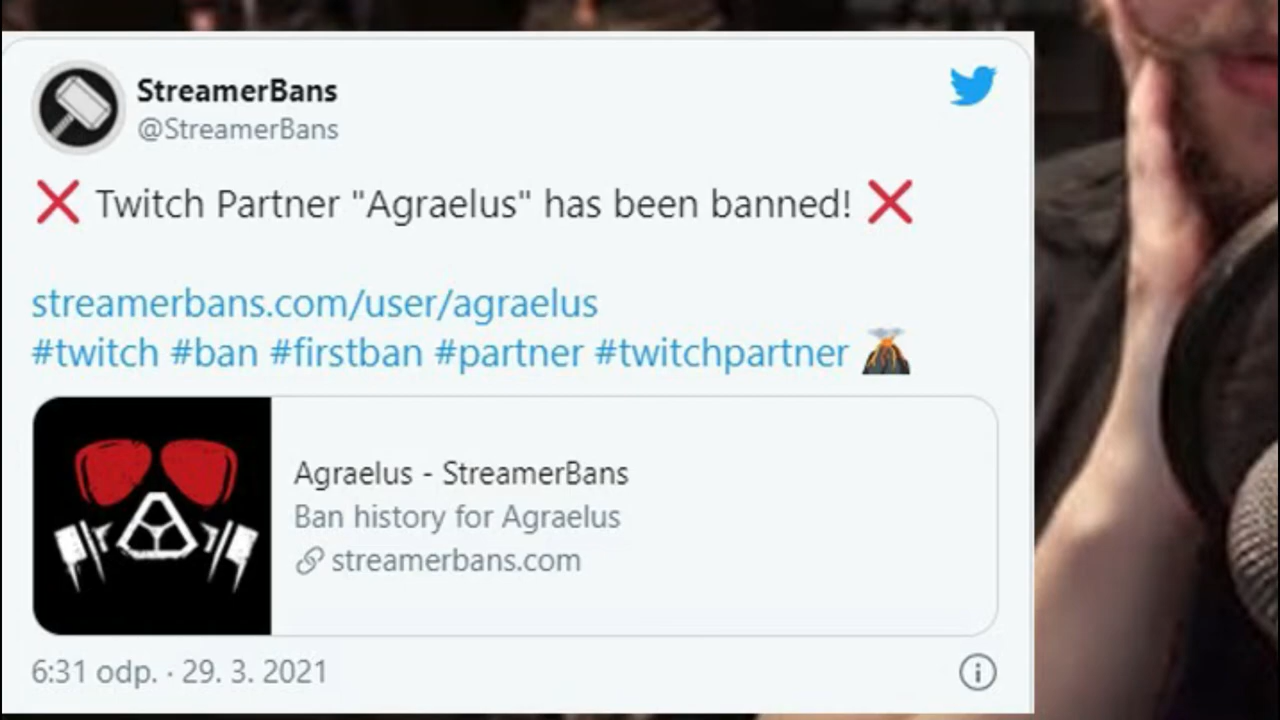 StreamerBans
@StreamerBans
❌ Twitch Partner "Agraelus" has been banned! ❌
streamerbans.com/user/agraelus
#twitch #ban #firstban #partner #twitchpartner 🌋
Agraelus - StreamerBans
Ban history for Agraelus
streamerbans.com
6:31 odp. · 29. 3. 2021